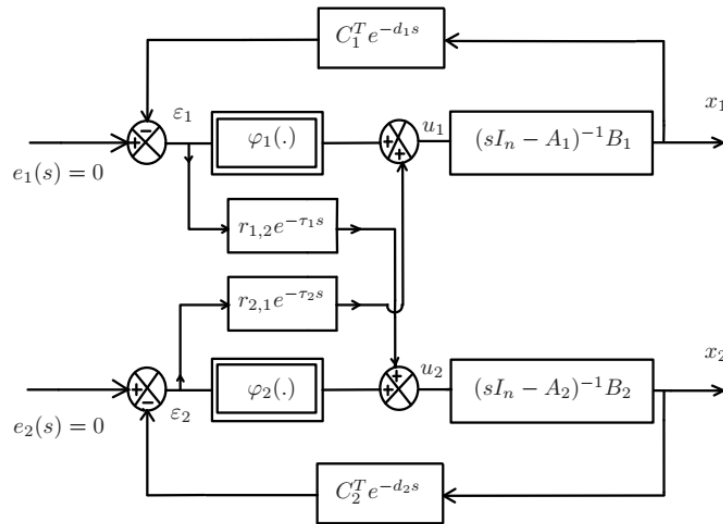 C_1^T e^{-d_1 s}
x_1
ε_1
φ_1(.)
u_1
(sI_n − A_1)^{-1}B_1
− + + +
e_1(s) = 0
r_{1,2}e^{-τ_1 s}
r_{2,1}e^{-τ_2 s}
x_2
u_2
+ − + +
φ_2(.)
(sI_n − A_2)^{-1}B_2
ε_2
e_2(s) = 0
C_2^T e^{-d_2 s}